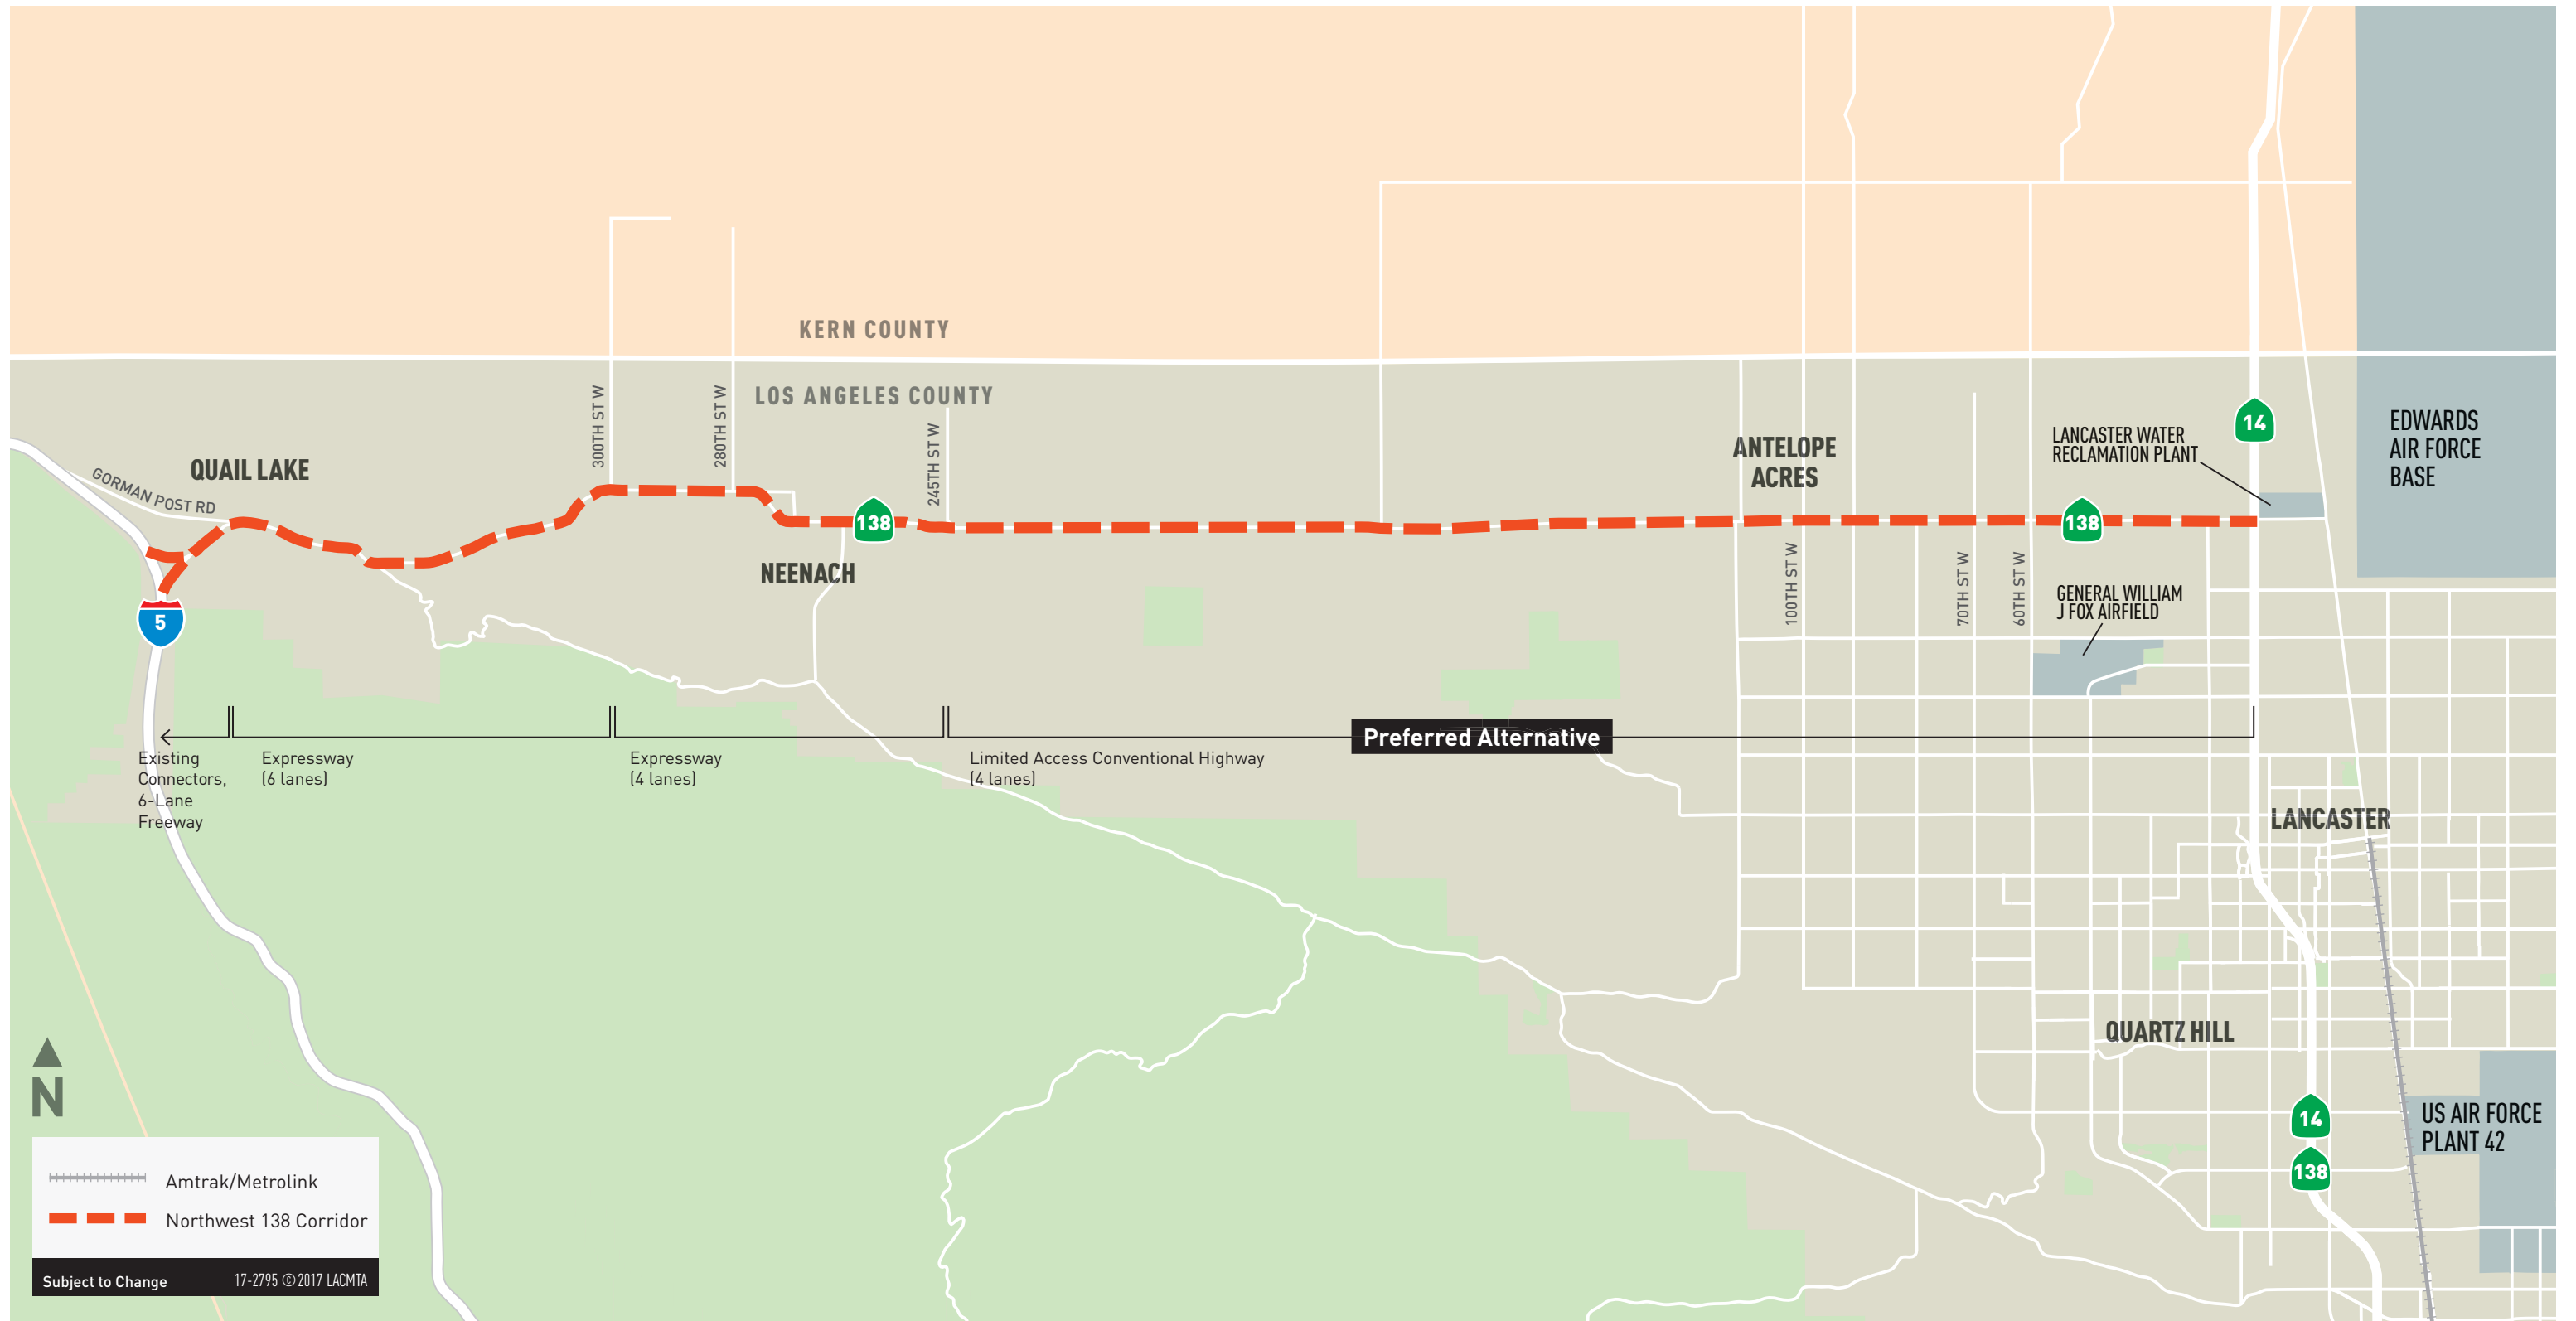 KERN COUNTY
LOS ANGELES COUNTY
300TH ST W
280TH ST W
245TH ST W
QUAIL LAKE
GORMAN POST RD
138
NEENACH
5
ANTELOPE
ACRES
100TH ST W
70TH ST W
60TH ST W
LANCASTER WATER
RECLAMATION PLANT
14
138
EDWARDS
AIR FORCE
BASE
GENERAL WILLIAM
J FOX AIRFIELD
Preferred Alternative
Existing
Connectors,
6-Lane
Freeway
Expressway
(6 lanes)
Expressway
(4 lanes)
Limited Access Conventional Highway
(4 lanes)
LANCASTER
QUARTZ HILL
14
138
US AIR FORCE
PLANT 42
N
Amtrak/Metrolink
Northwest 138 Corridor
Subject to Change
17-2795 © 2017 LACMTA